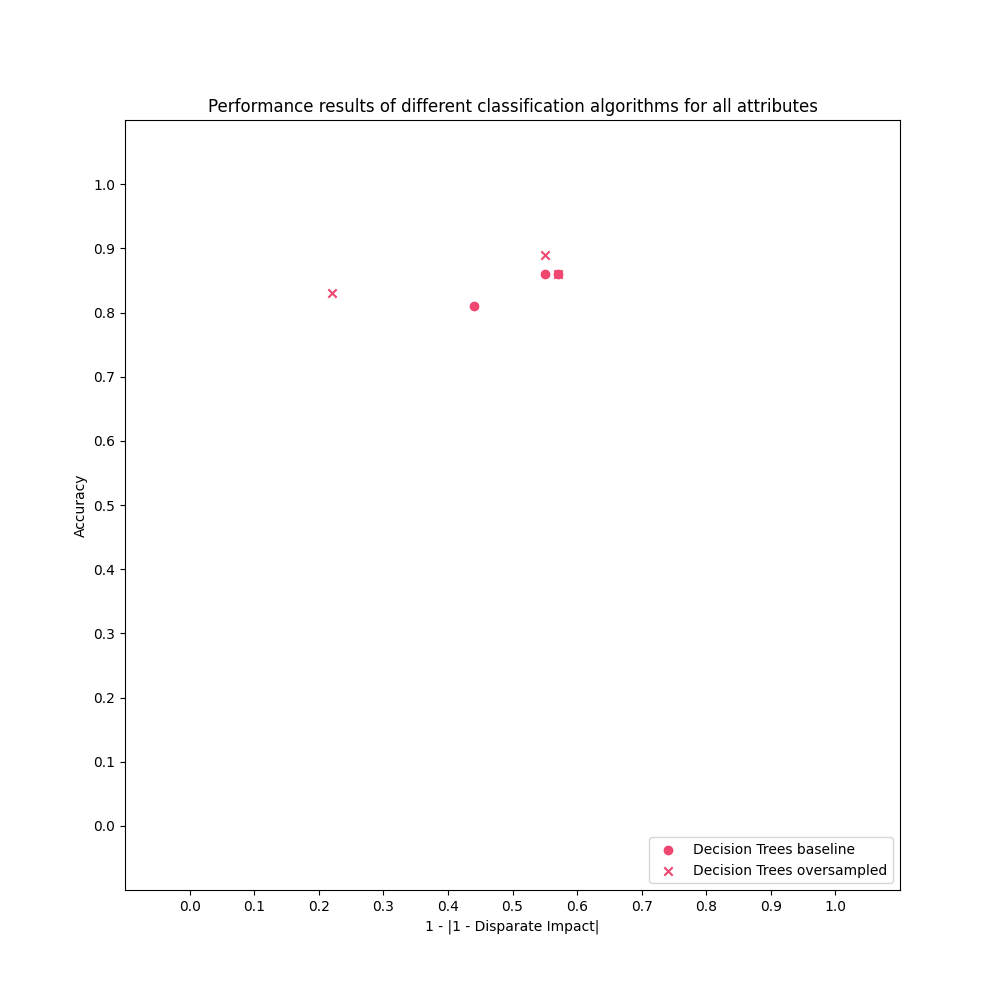 Performance results of different classification algorithms for all attributes
Accuracy
1.0
0.9
0.8
0.7
0.6
0.5
0.4
0.3
0.2
0.1
0.0
Decision Trees baseline
Decision Trees oversampled
0.0 0.1 0.2 0.3 0.4 0.5 0.6 0.7 0.8 0.9 1.0
1 - |1 - Disparate Impact|